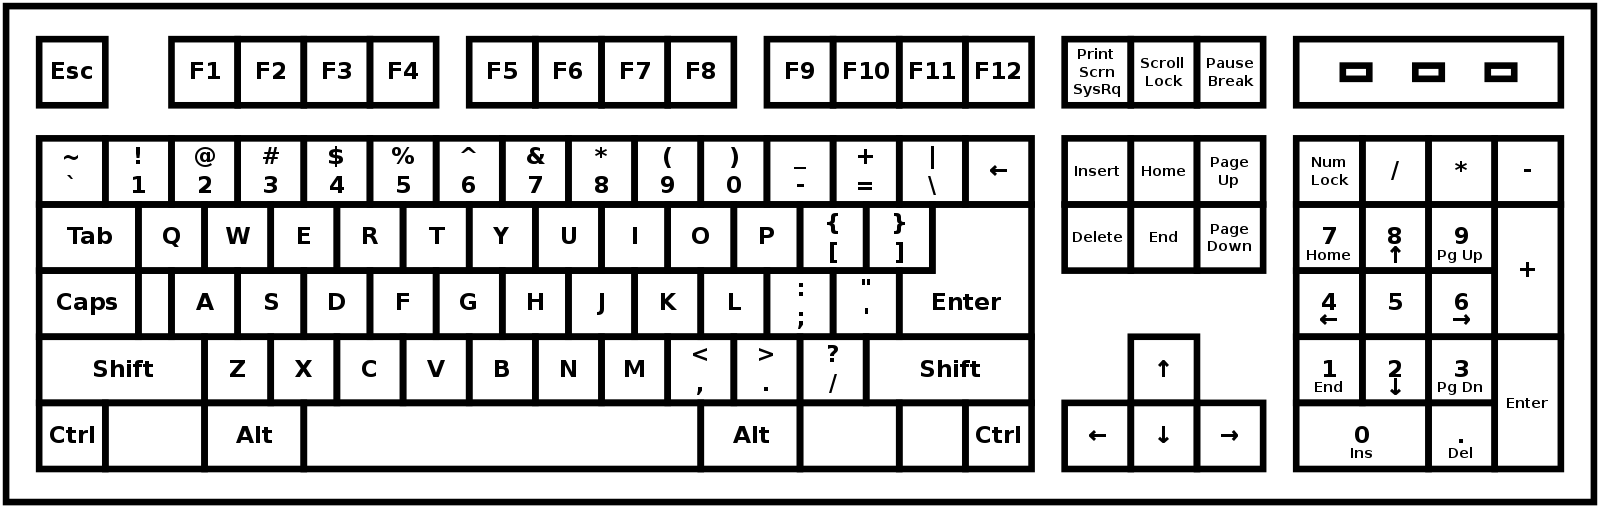 Esc F1 F2 F3 F4 F5 F6 F7 F8 F9 F10 F11 F12
Print
Scrn
SysRq
Scroll
Lock
Pause
Break
~ ! @ # $ % ^ & * ( ) _ + |
` 1 2 3 4 5 6 7 8 9 0 - = \ ←
Insert Home
Page
Up
Num
Lock
/ * -
Tab Q W E R T Y U I O P
{ }
[ ]
Delete End
Page
Down
7 8 9 +
Home ↑ Pg Up
Caps A S D F G H J K L
: "
; '
Enter
4 5 6
← →
Shift Z X C V B N M
< > ?
, . /
Shift
↑
1 2 3
End ↓ Pg Dn
Enter
Ctrl Alt Alt Ctrl
← ↓ →
0 .
Ins Del